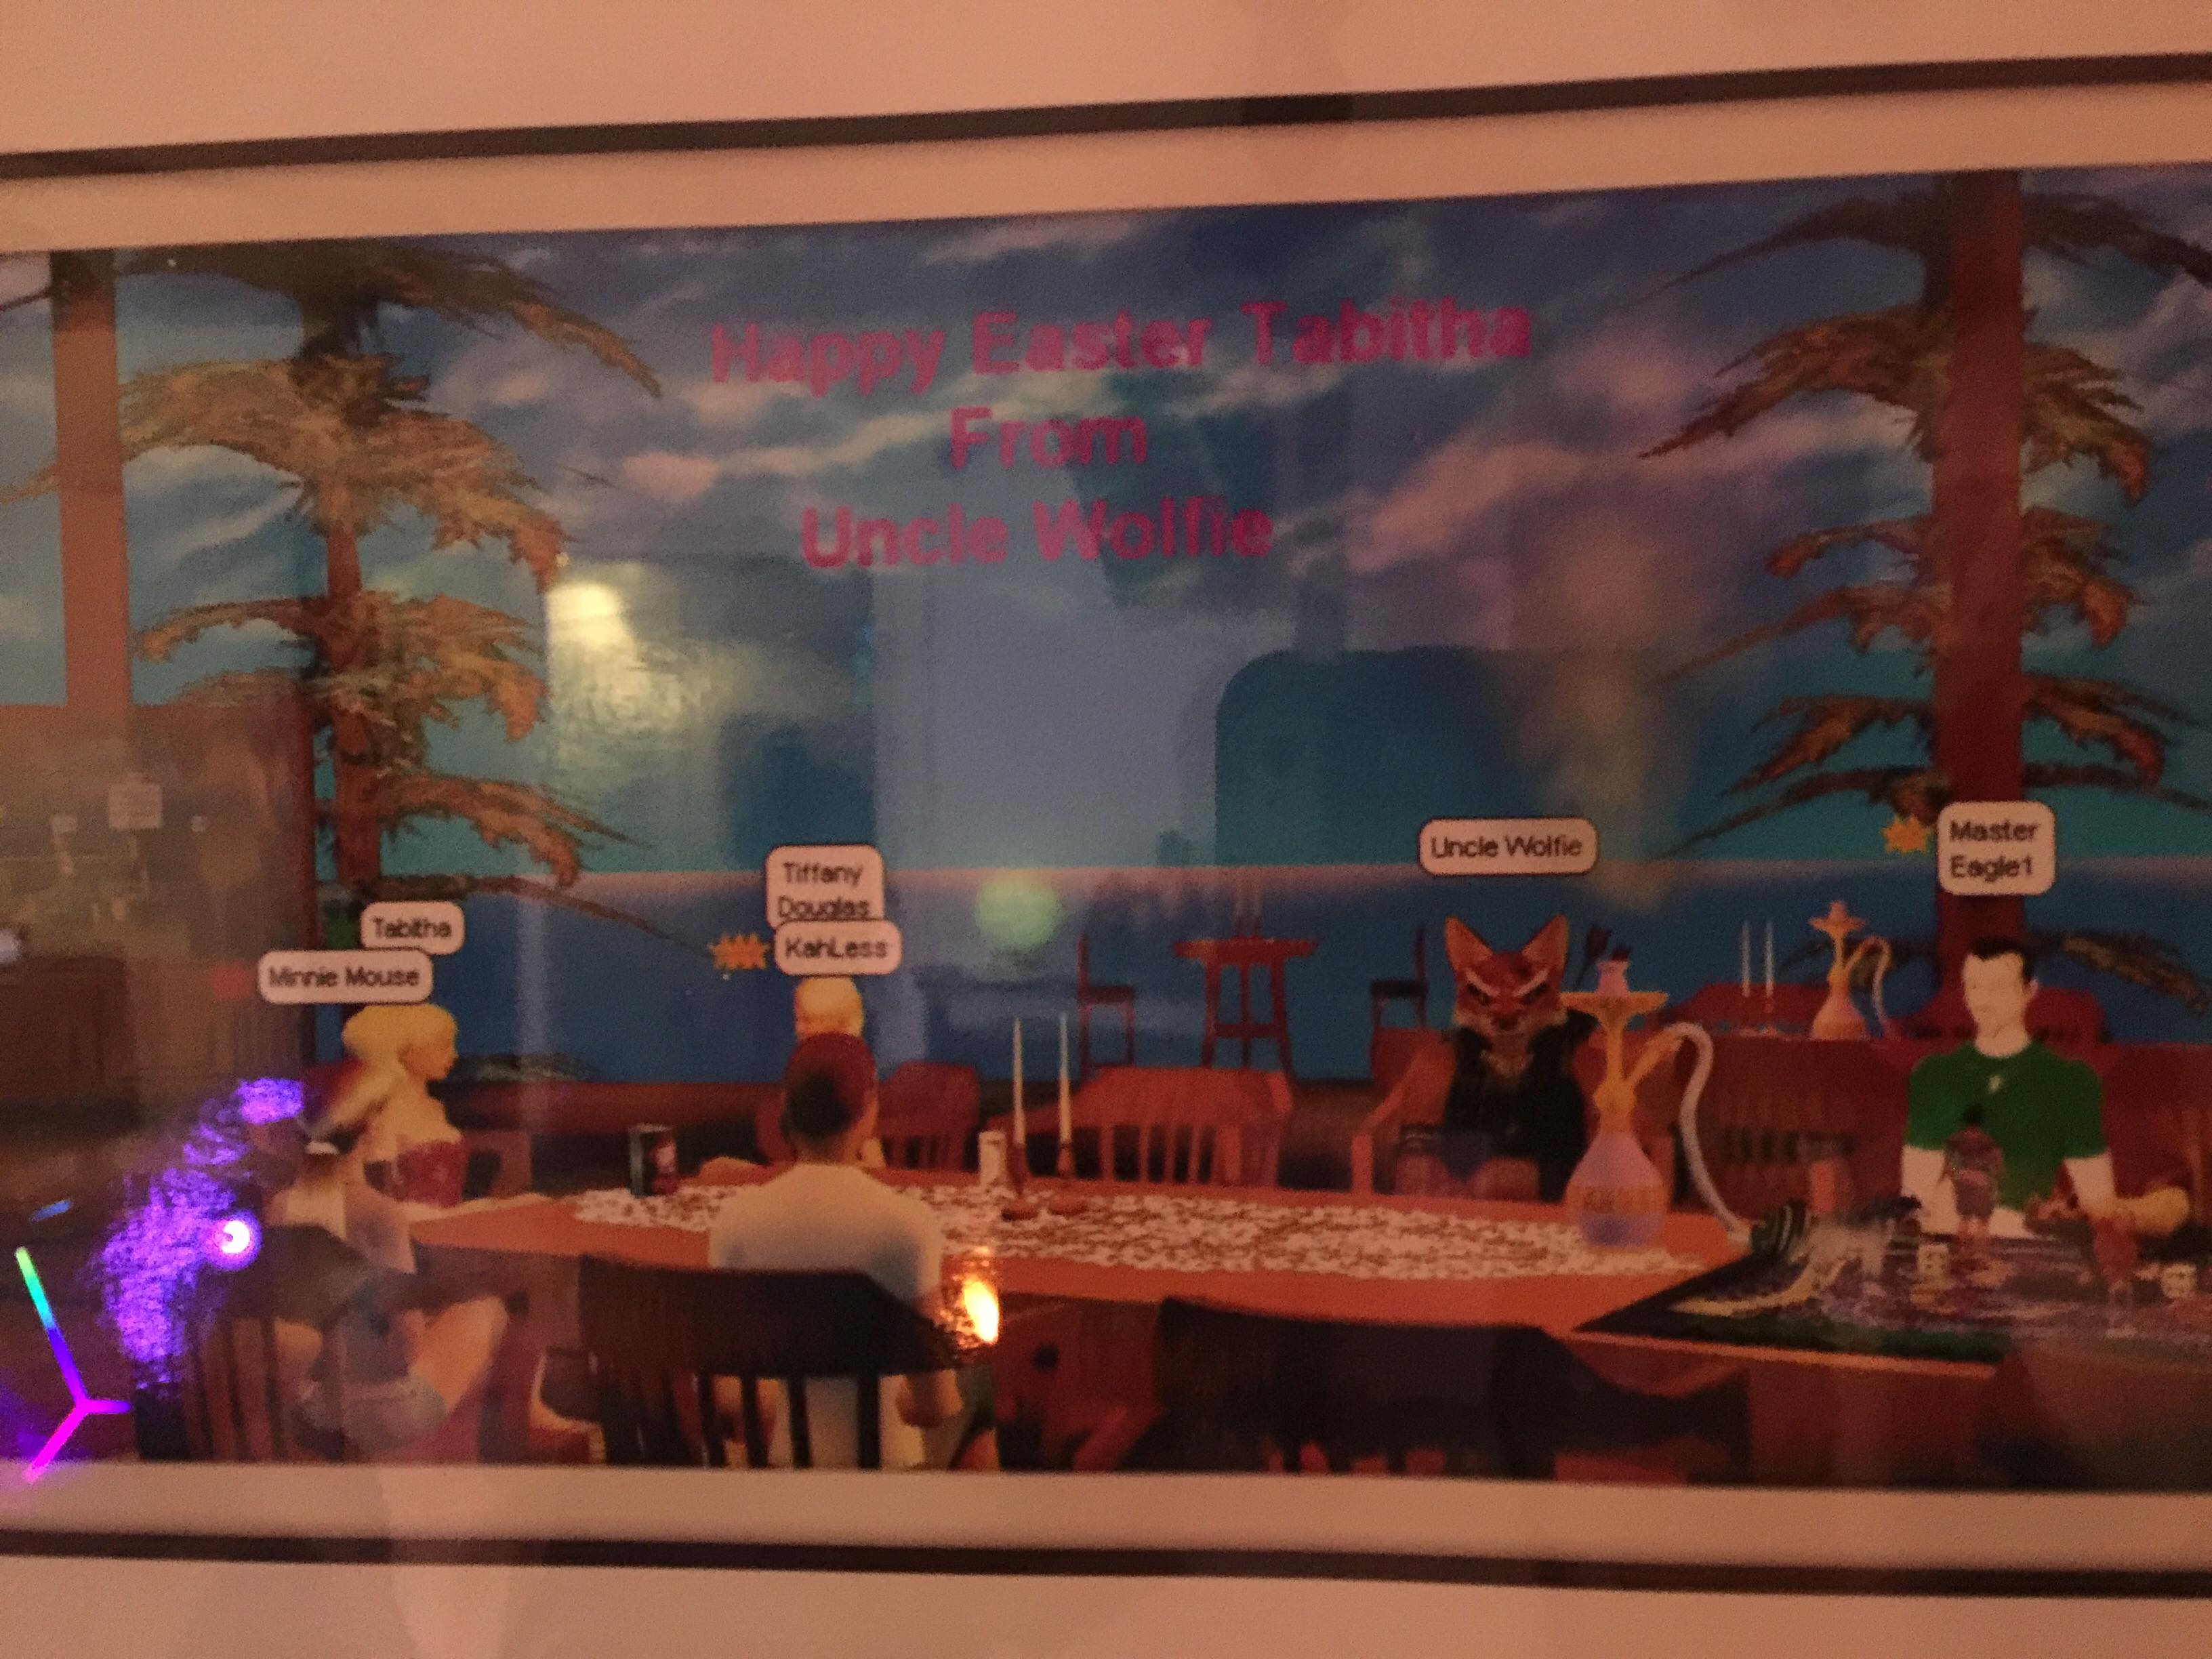 Happy Easter Tabitha
From
Uncle Wolfie
Uncle Wolfie
Master
Eagle1
Tiffany
Douglas
KahLess
Tabitha
Minnie Mouse